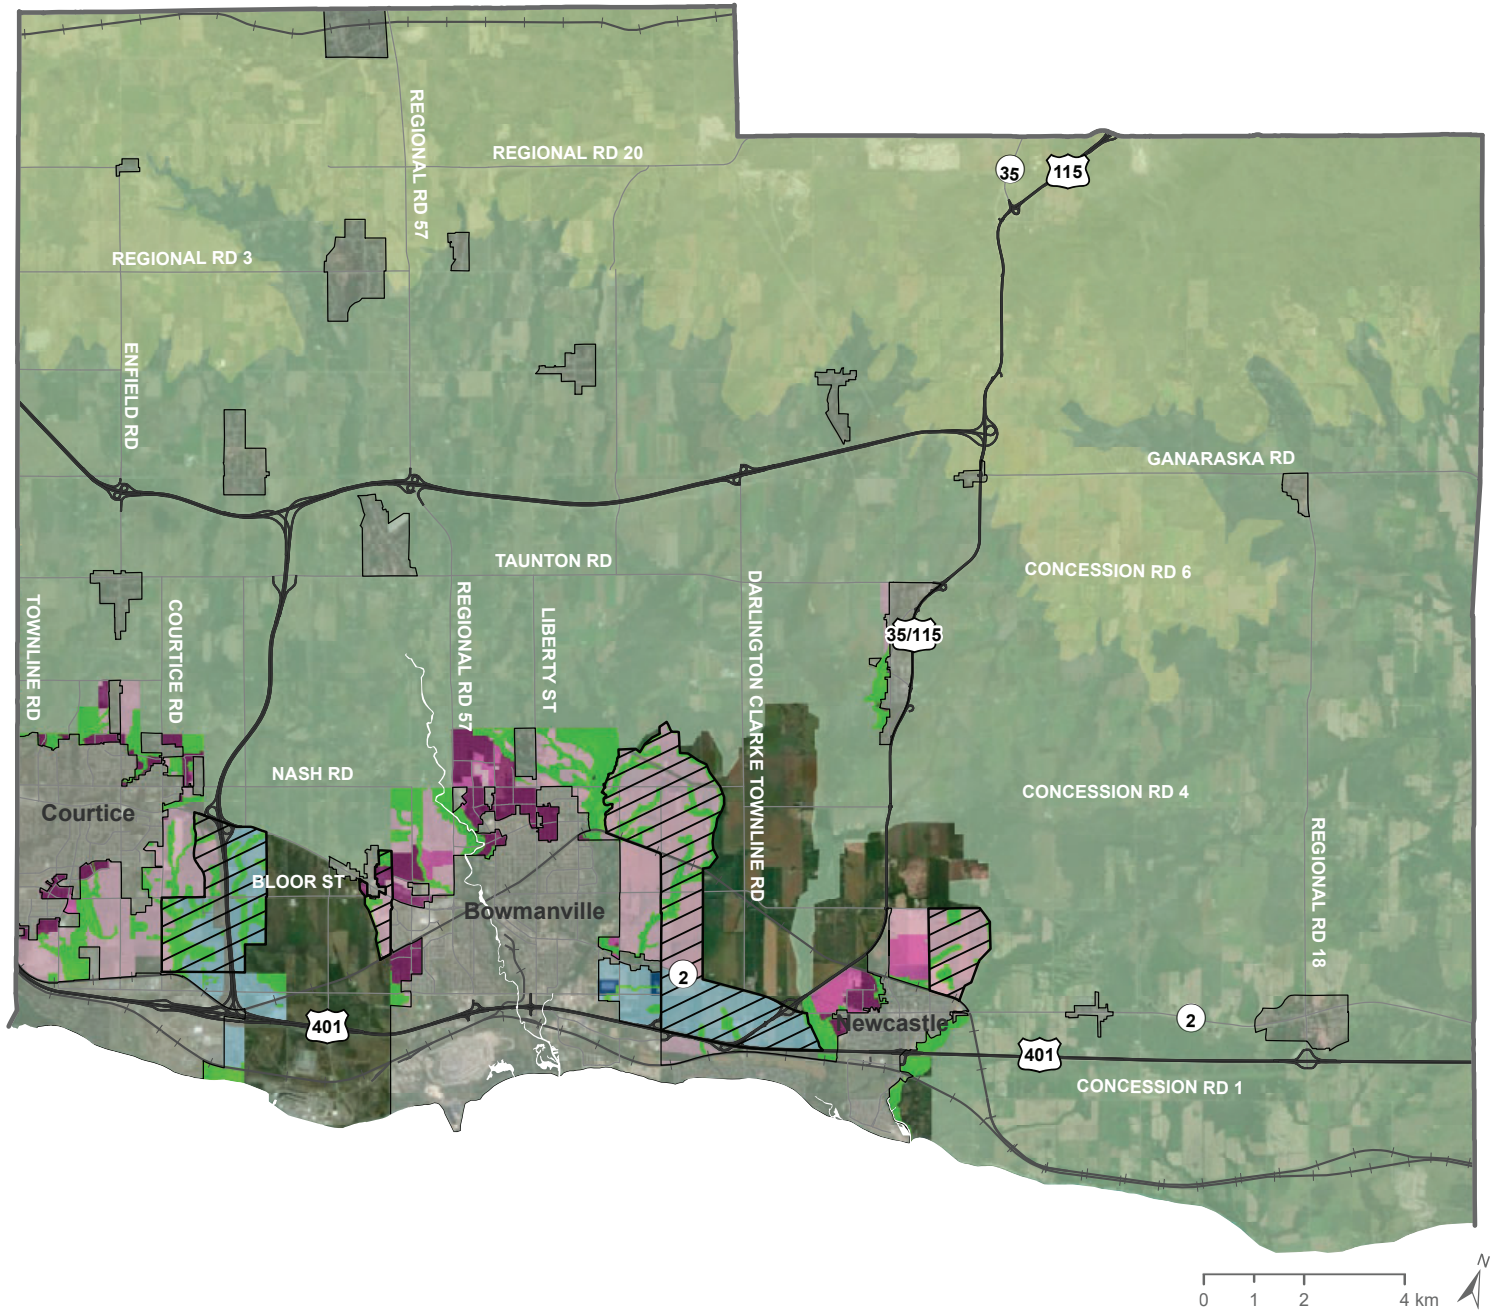 REGIONAL RD 57
REGIONAL RD 20
35
115
REGIONAL RD 3
ENFIELD RD
GANARASKA RD
TAUNTON RD
CONCESSION RD 6
TOWNLINE RD
COURTICE RD
REGIONAL RD 57
LIBERTY ST
DARLINGTON CLARKE TOWNLINE RD
35/115
NASH RD
CONCESSION RD 4
Courtice
REGIONAL RD 18
BLOOR ST
Bowmanville
2
401
Newcastle
2
401
CONCESSION RD 1
N
0 1 2 4 km